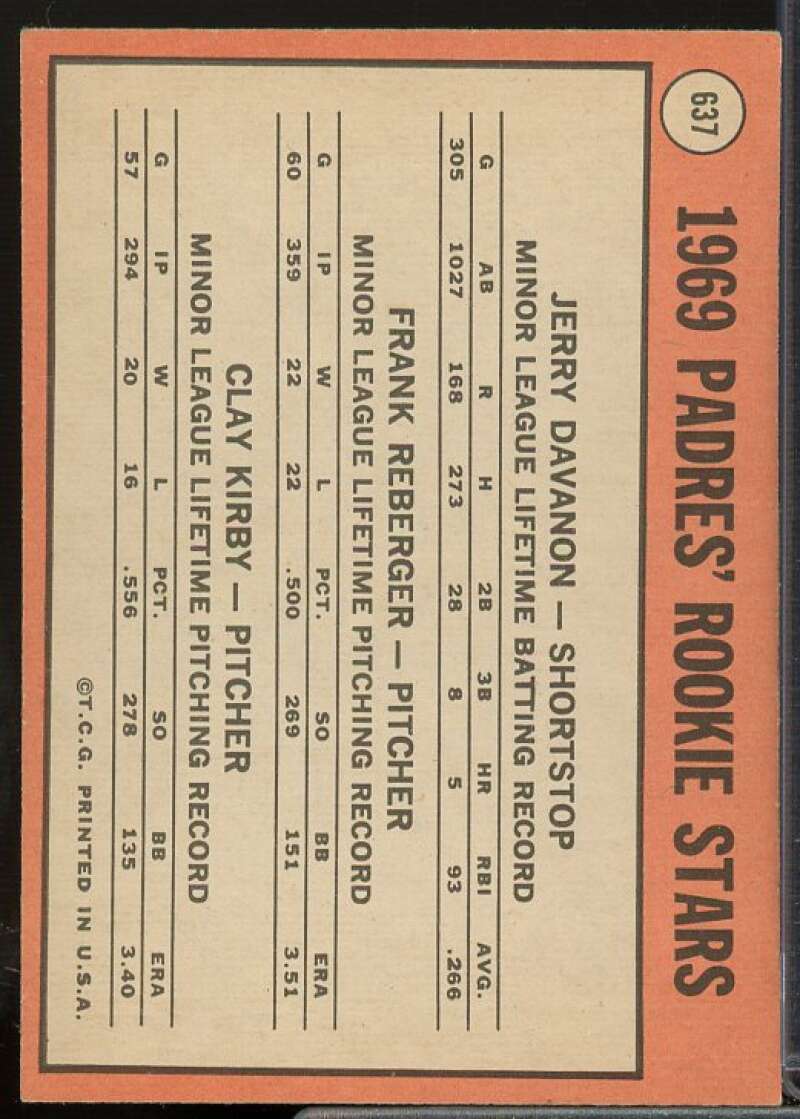 637
1969 PADRES' ROOKIE STARS
JERRY DAVANON — SHORTSTOP
MINOR LEAGUE LIFETIME BATTING RECORD
G AB R H 2B 3B HR RBI AVG.
305 1027 168 273 28 8 5 93 .266
FRANK REBERGER — PITCHER
MINOR LEAGUE LIFETIME PITCHING RECORD
G IP W L PCT. SO BB ERA
60 359 22 22 .500 269 151 3.51
CLAY KIRBY — PITCHER
MINOR LEAGUE LIFETIME PITCHING RECORD
G IP W L PCT. SO BB ERA
57 294 20 16 .556 278 135 3.40
©T.C.G. PRINTED IN U.S.A.